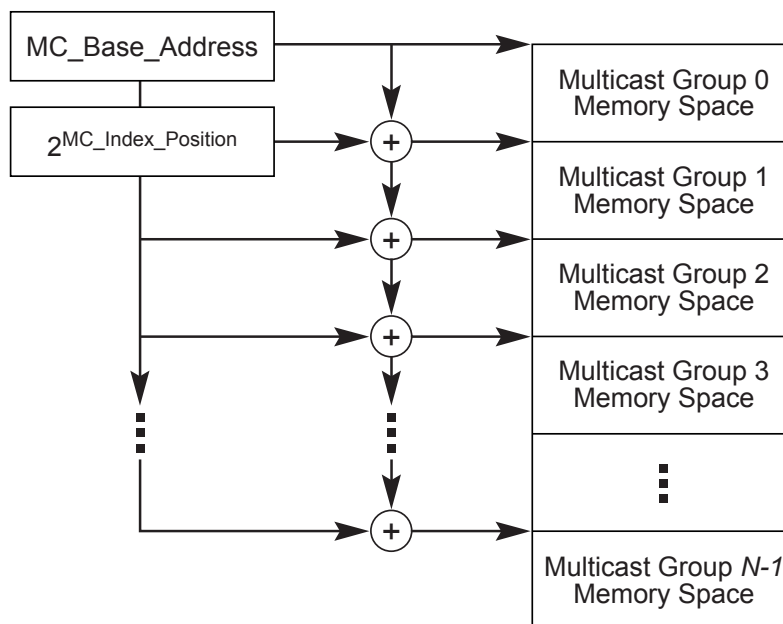 MC_Base_Address
2MC_Index_Position
+
+
+
+
Multicast Group 0
Memory Space
Multicast Group 1
Memory Space
Multicast Group 2
Memory Space
Multicast Group 3
Memory Space
Multicast Group N-1
Memory Space